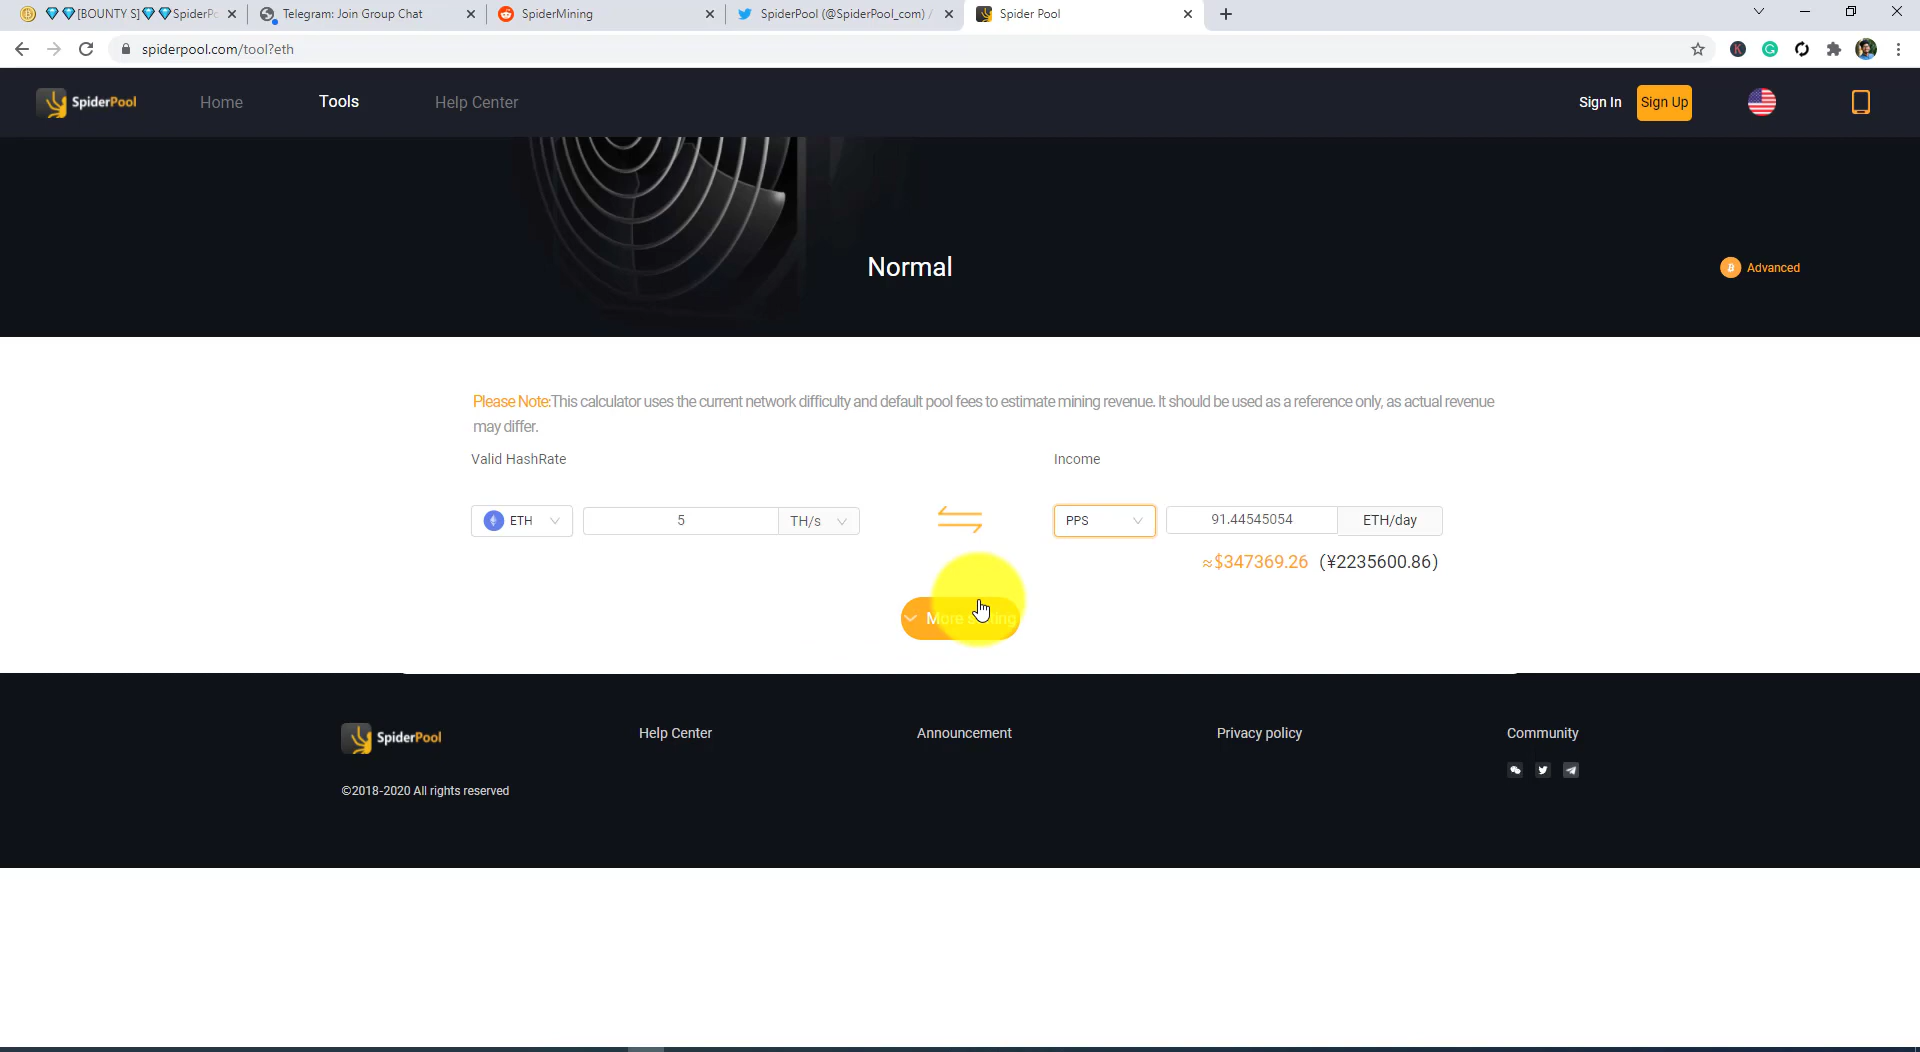 [BOUNTY S] SpiderPo
Telegram: Join Group Chat
SpiderMining
SpiderPool (@SpiderPool_com) /
Spider Pool
spiderpool.com/tool?eth
SpiderPool
Home
Tools
Help Center
Sign In
Sign Up
Normal
Advanced
Please Note:This calculator uses the current network difficulty and default pool fees to estimate mining revenue. It should be used as a reference only, as actual revenue
may differ.
Valid HashRate
Income
ETH
5
TH/s
PPS
91.44545054
ETH/day
≈$347369.26 (¥2235600.86)
More setting
SpiderPool
Help Center
Announcement
Privacy policy
Community
©2018-2020 All rights reserved